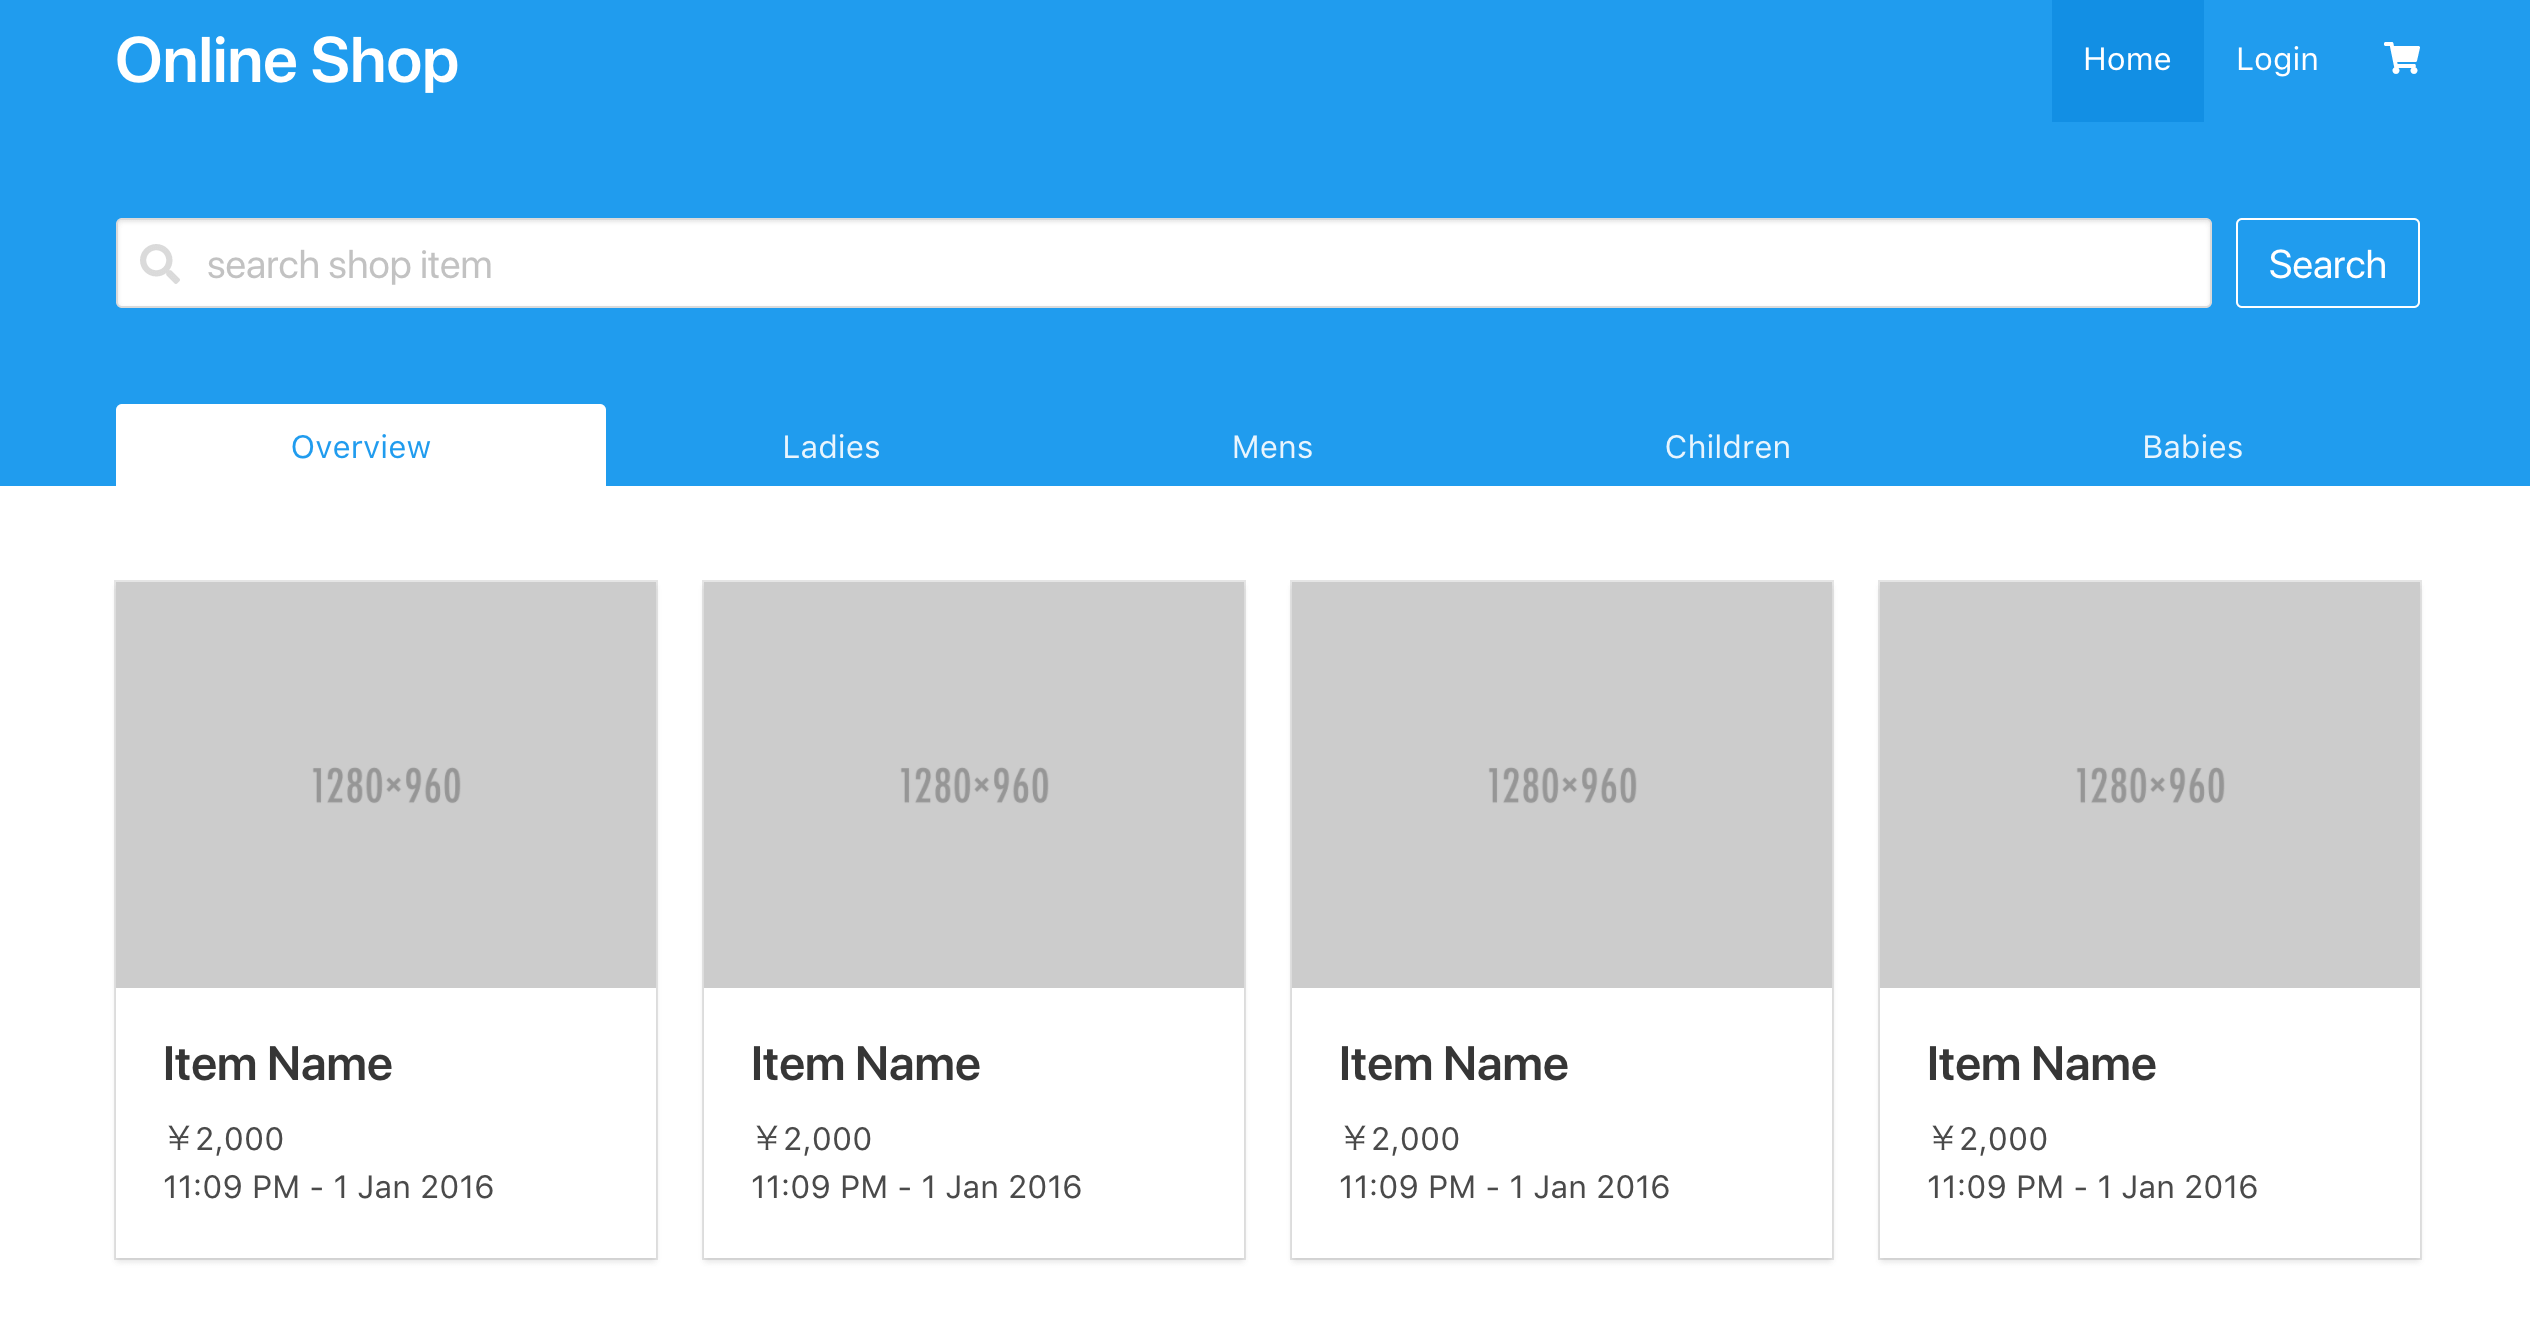 Online Shop
Home Login
search shop item
Search
Overview Ladies Mens Children Babies
1280×960 1280×960 1280×960 1280×960
Item Name Item Name Item Name Item Name
￥2,000 ￥2,000 ￥2,000 ￥2,000
11:09 PM - 1 Jan 2016 11:09 PM - 1 Jan 2016 11:09 PM - 1 Jan 2016 11:09 PM - 1 Jan 2016